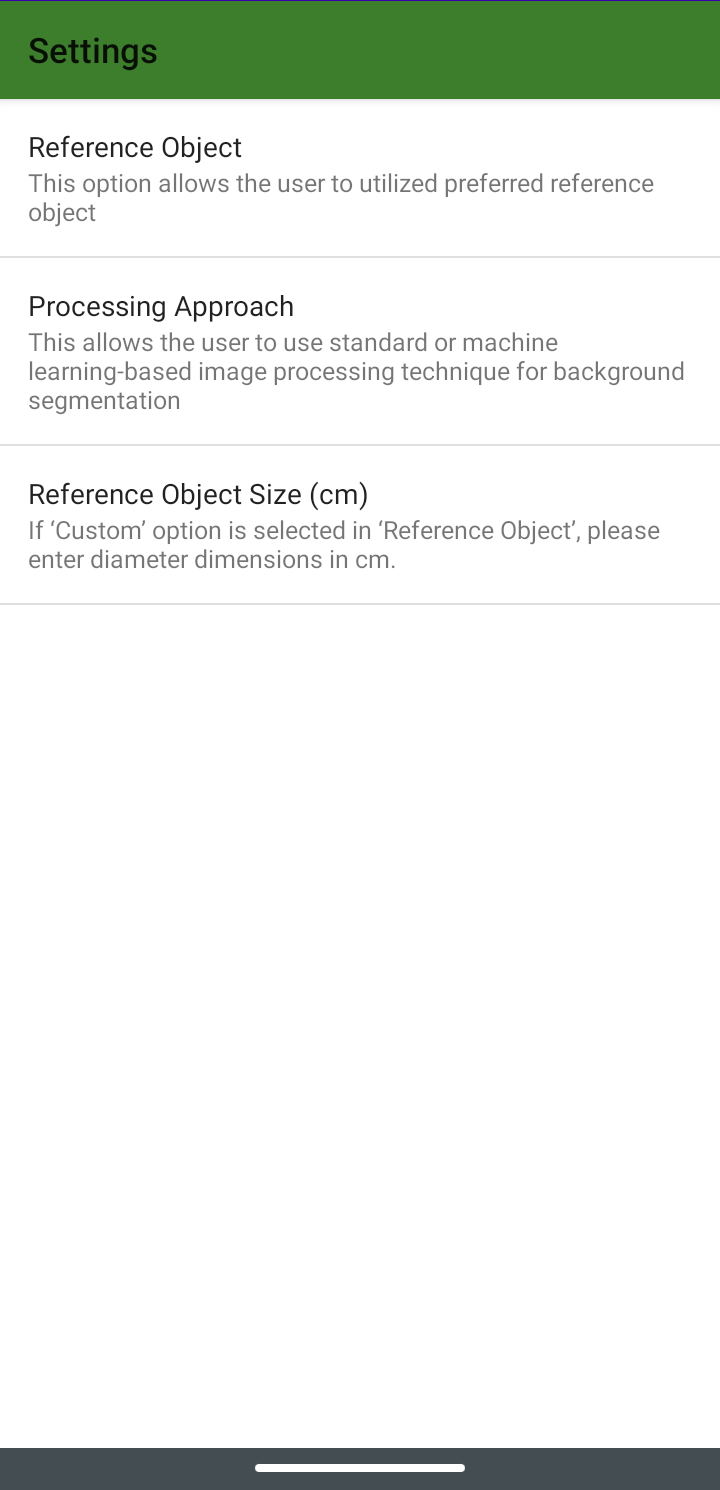 Settings
Reference Object
This option allows the user to utilized preferred reference
object
Processing Approach
This allows the user to use standard or machine
learning-based image processing technique for background
segmentation
Reference Object Size (cm)
If ‘Custom’ option is selected in ‘Reference Object’, please
enter diameter dimensions in cm.